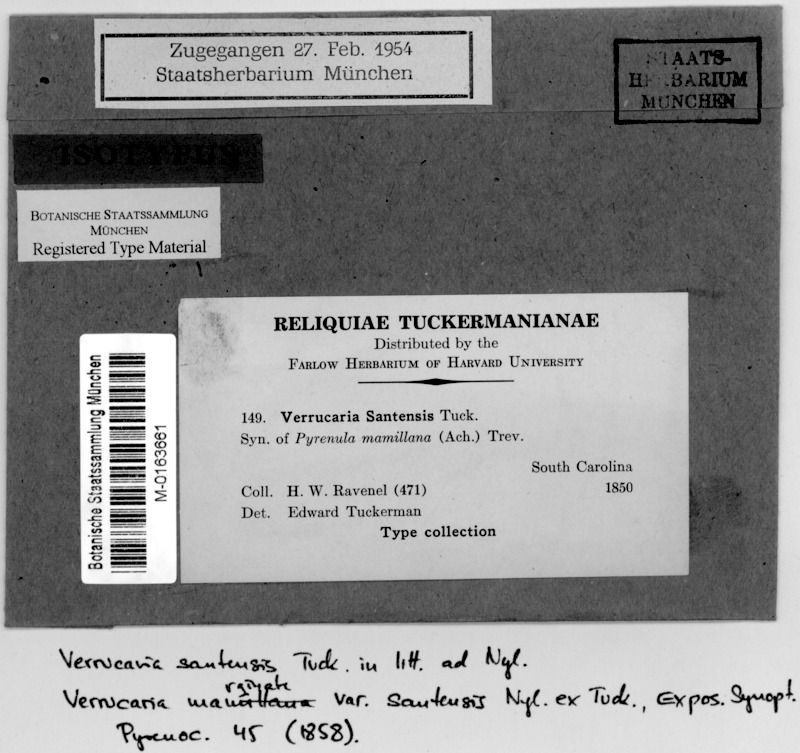 Zugegangen 27. Feb. 1954
Staatsherbarium München
STAATS-
HERBARIUM
MÜNCHEN
ISOTYPUS
BOTANISCHE STAATSSAMMLUNG
MÜNCHEN
Registered Type Material
RELIQUIAE TUCKERMANIANAE
Distributed by the
FARLOW HERBARIUM OF HARVARD UNIVERSITY
149. Verrucaria Santensis Tuck.
Syn. of Pyrenula mamillana (Ach.) Trev.
South Carolina
Coll. H. W. Ravenel (471) 1850
Det. Edward Tuckerman
Type collection
Botanische Staatssammlung München
M-0163661
Verrucaria santensis Tuck. in litt. ad Nyl.
Verrucaria var. Santensis Nyl. ex Tuck., Expos. Synopt.
Pyrenoc. 45 (1858).